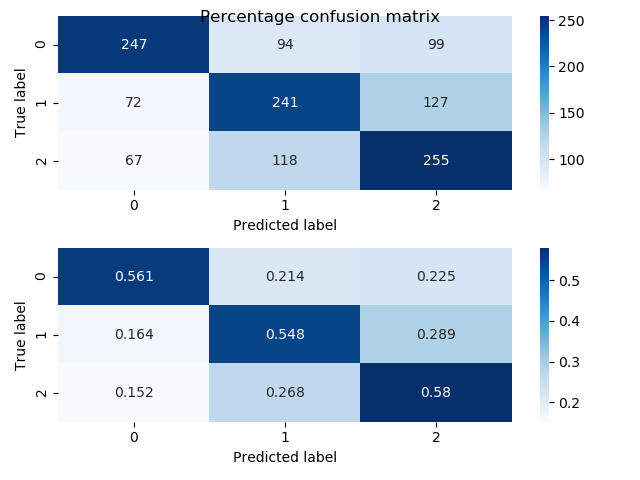 Percentage confusion matrix
0 247 94 99
1 72 241 127
2 67 118 255
True label
0 1 2
Predicted label
250
200
150
100
0 0.561 0.214 0.225
1 0.164 0.548 0.289
2 0.152 0.268 0.58
True label
0 1 2
Predicted label
0.5
0.4
0.3
0.2